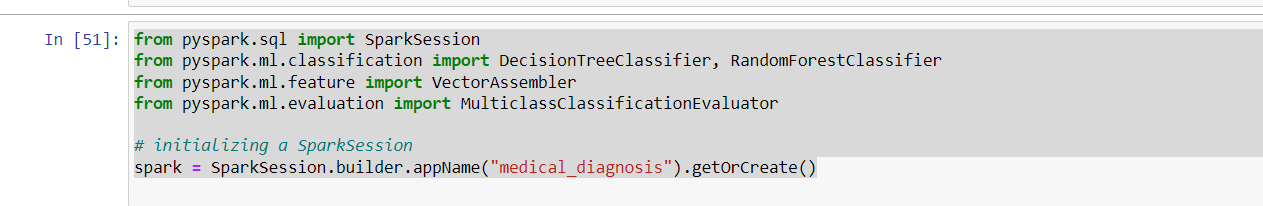 In [51]:
from pyspark.sql import SparkSession
from pyspark.ml.classification import DecisionTreeClassifier, RandomForestClassifier
from pyspark.ml.feature import VectorAssembler
from pyspark.ml.evaluation import MulticlassClassificationEvaluator
# initializing a SparkSession
spark = SparkSession.builder.appName("medical_diagnosis").getOrCreate()